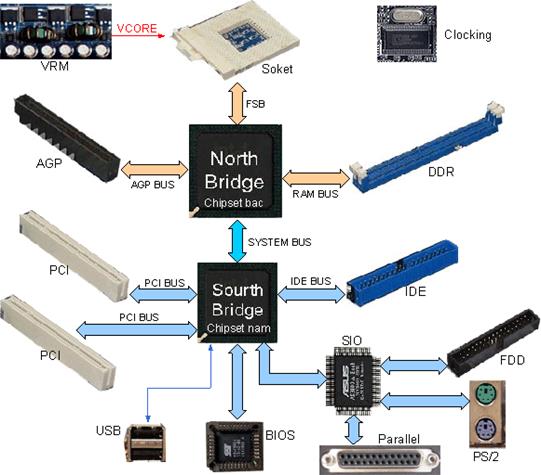 VCORE
VRM
Soket
Clocking
FSB
AGP
North
Bridge
Chipset bac
DDR
AGP BUS
RAM BUS
SYSTEM BUS
PCI
PCI BUS
Sourth
Bridge
Chipset nam
IDE BUS
IDE
PCI BUS
PCI
SIO
ASUS
FDD
USB
BIOS
Parallel
PS/2